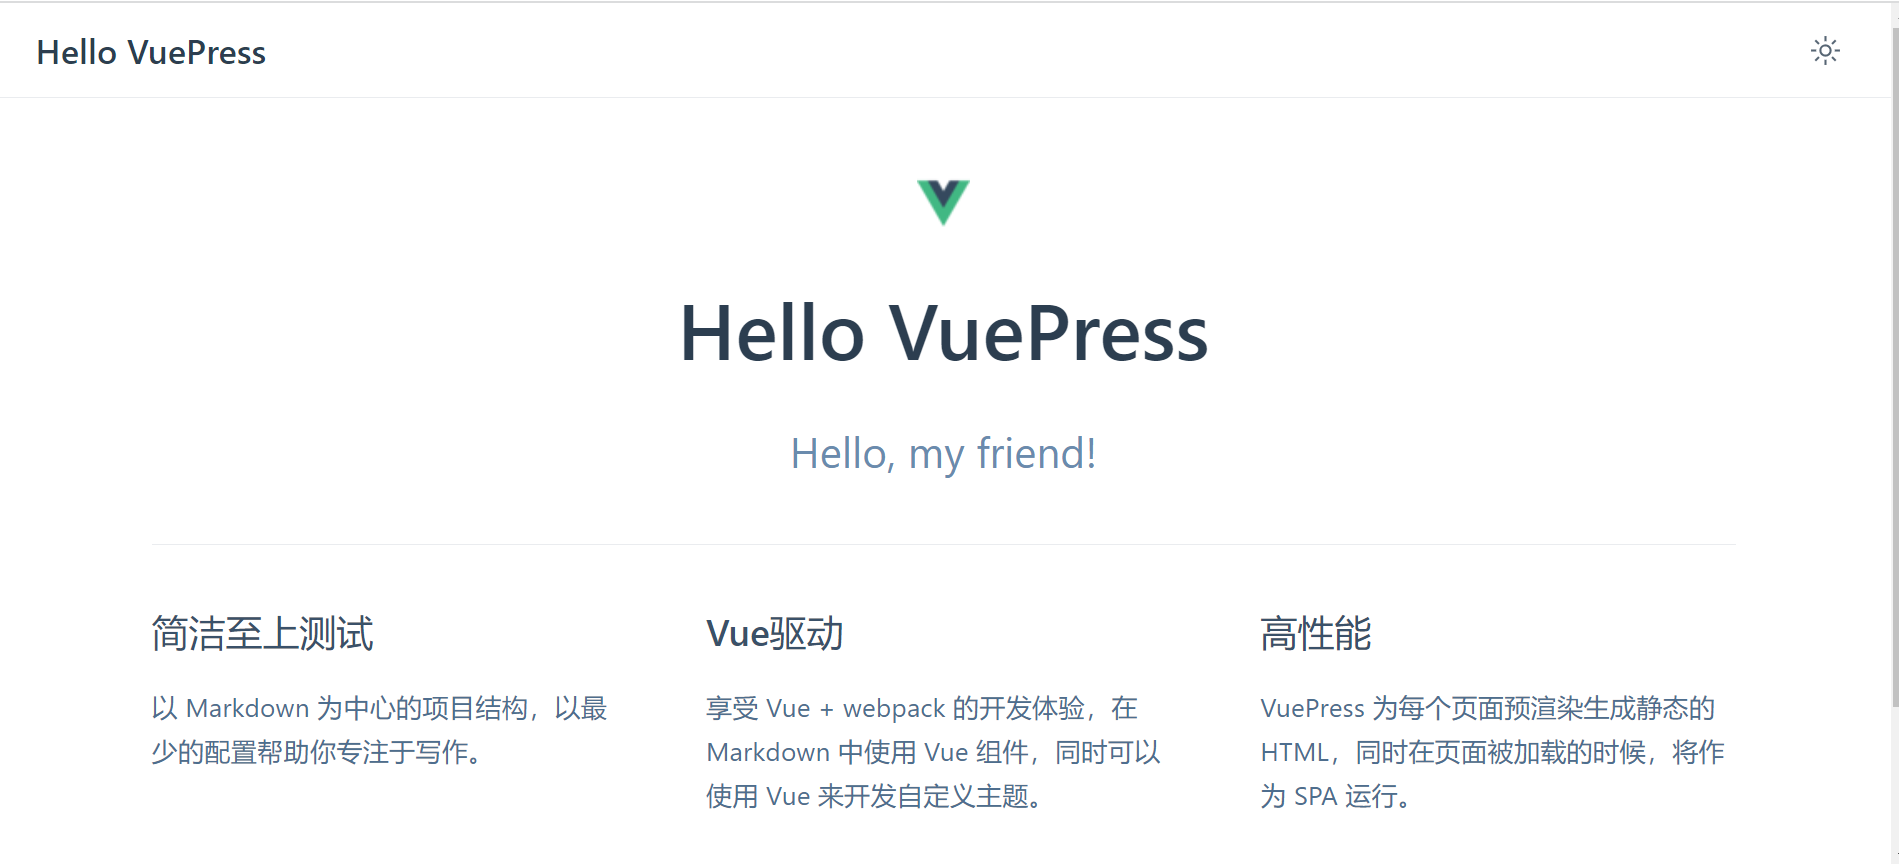 Hello VuePress
Hello VuePress
Hello, my friend!
简洁至上测试
以 Markdown 为中心的项目结构，以最
少的配置帮助你专注于写作。
Vue驱动
享受 Vue + webpack 的开发体验，在
Markdown 中使用 Vue 组件，同时可以
使用 Vue 来开发自定义主题。
高性能
VuePress 为每个页面预渲染生成静态的
HTML，同时在页面被加载的时候，将作
为 SPA 运行。